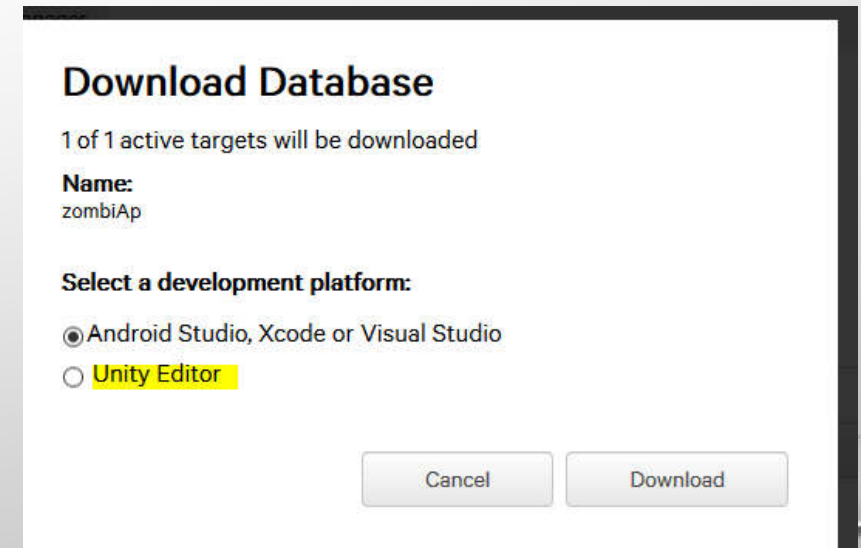 Download Database
1 of 1 active targets will be downloaded
Name:
zombiAp
Select a development platform:
Android Studio, Xcode or Visual Studio
Unity Editor
Cancel
Download